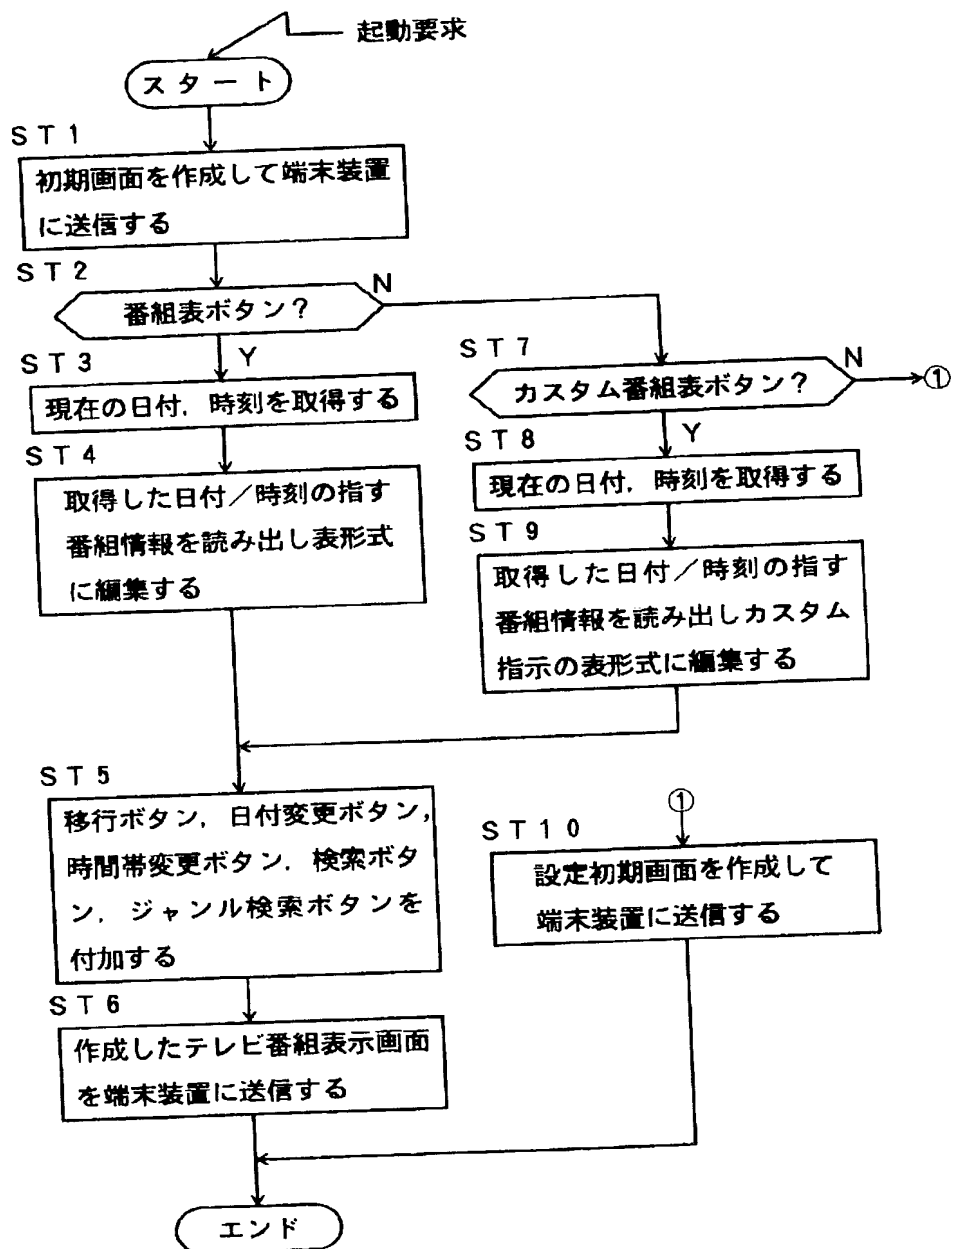 起動要求
スタート
ST1
初期画面を作成して端末装置
に送信する
ST2
番組表ボタン?
N
Y
ST3
現在の日付,時刻を取得する
ST4
取得した日付/時刻の指す
番組情報を読み出し表形式
に編集する
ST7
カスタム番組表ボタン?
N
①
Y
ST8
現在の日付,時刻を取得する
ST9
取得した日付/時刻の指す
番組情報を読み出しカスタム
指示の表形式に編集する
ST5
移行ボタン,日付変更ボタン,
時間帯変更ボタン,検索ボタ
ン,ジャンル検索ボタンを
付加する
ST6
作成したテレビ番組表示画面
を端末装置に送信する
①
ST10
設定初期画面を作成して
端末装置に送信する
エンド